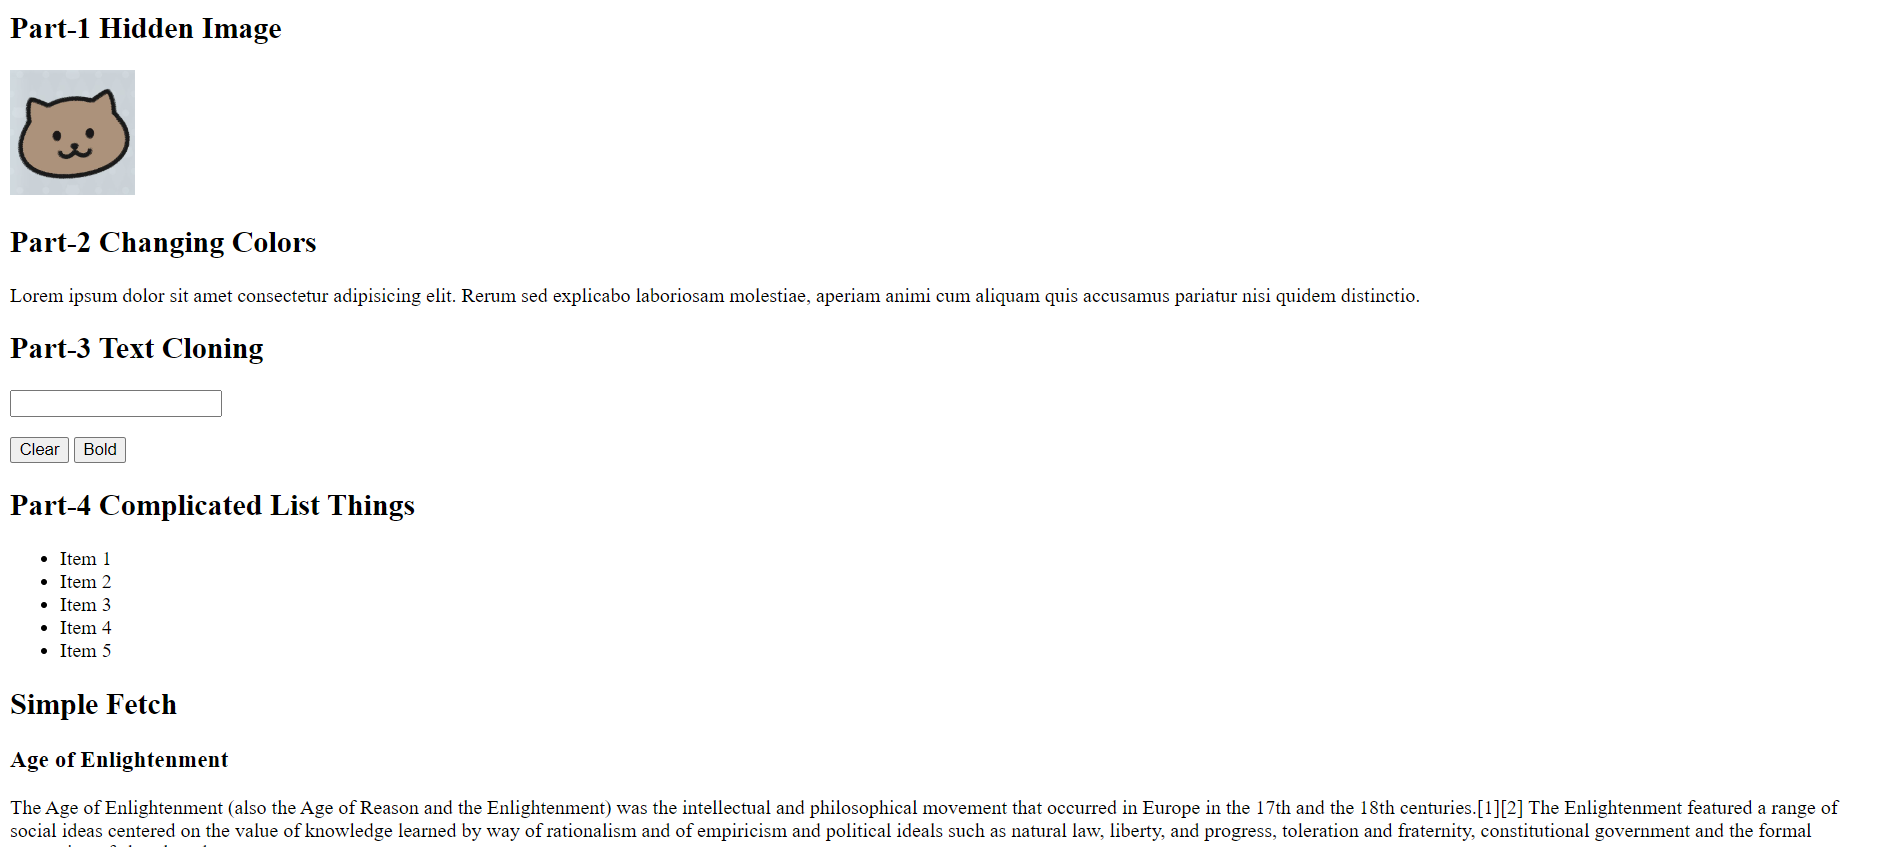 Part-1 Hidden Image
Part-2 Changing Colors
Lorem ipsum dolor sit amet consectetur adipisicing elit. Rerum sed explicabo laboriosam molestiae, aperiam animi cum aliquam quis accusamus pariatur nisi quidem distinctio.
Part-3 Text Cloning
Clear Bold
Part-4 Complicated List Things
Item 1
Item 2
Item 3
Item 4
Item 5
Simple Fetch
Age of Enlightenment
The Age of Enlightenment (also the Age of Reason and the Enlightenment) was the intellectual and philosophical movement that occurred in Europe in the 17th and the 18th centuries.[1][2] The Enlightenment featured a range of
social ideas centered on the value of knowledge learned by way of rationalism and of empiricism and political ideals such as natural law, liberty, and progress, toleration and fraternity, constitutional government and the formal